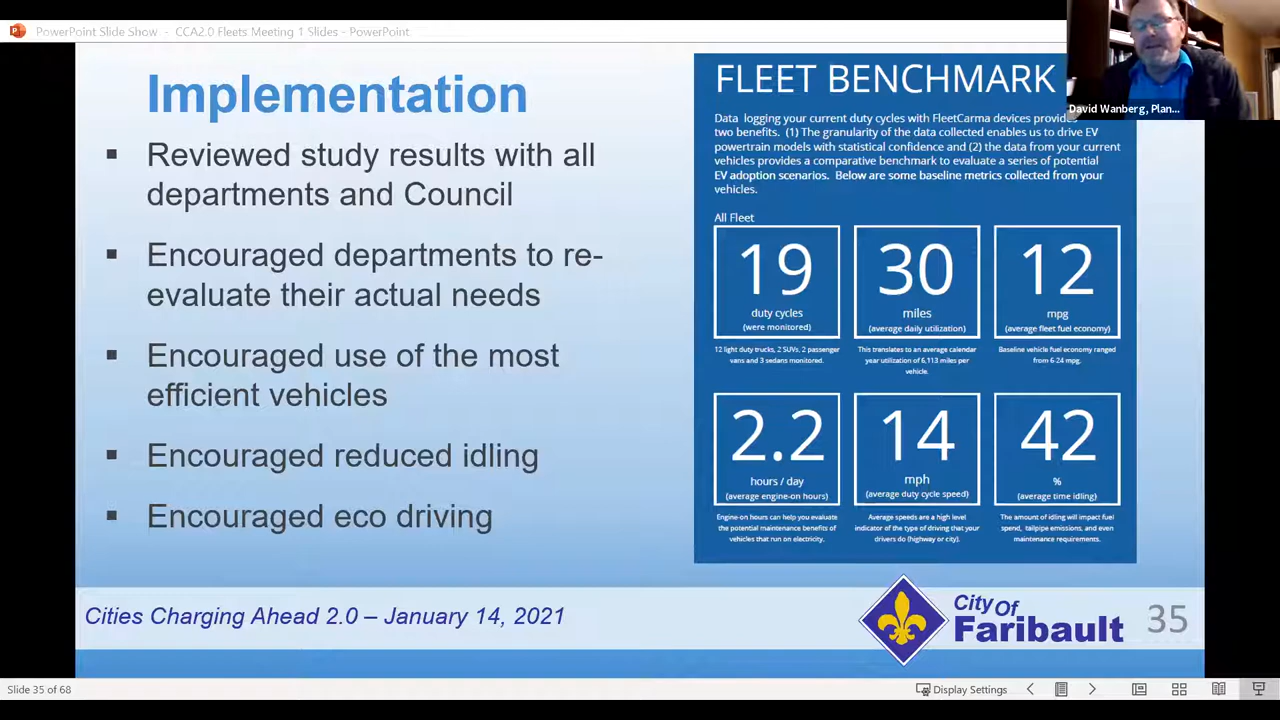 PowerPoint Slide Show - CCA2.0 Fleets Meeting 1 Slides - PowerPoint
David Wanberg, Plan...
Implementation
▪ Reviewed study results with all
departments and Council
▪ Encouraged departments to re-
evaluate their actual needs
▪ Encouraged use of the most
efficient vehicles
▪ Encouraged reduced idling
▪ Encouraged eco driving
FLEET BENCHMARK
Data logging your current duty cycles with FleetCarma devices provides
two benefits. (1) The granularity of the data collected enables us to drive EV
powertrain models with statistical confidence and (2) the data from your current
vehicles provides a comparative benchmark to evaluate a series of potential
EV adoption scenarios. Below are some baseline metrics collected from your
vehicles.
All Fleet
19
duty cycles
(were monitored)
12 light duty trucks, 2 SUVs, 2 passenger
vans and 3 sedans monitored.
30
miles
(average daily utilization)
This translates to an average calendar
year utilization of 6,113 miles per
vehicle.
12
mpg
(average fleet fuel economy)
Baseline vehicle fuel economy ranged
from 6-24 mpg.
2.2
hours / day
(average engine-on hours)
Engine-on hours can help you evaluate
the potential maintenance benefits of
vehicles that run on electricity.
14
mph
(average duty cycle speed)
Average speeds are a high level
indicator of the type of driving that your
drivers do (highway or city).
42
%
(average time idling)
The amount of idling will impact fuel
spend, tailpipe emissions, and even
maintenance requirements.
Cities Charging Ahead 2.0 – January 14, 2021
City Of
Faribault
35
Slide 35 of 68
Display Settings